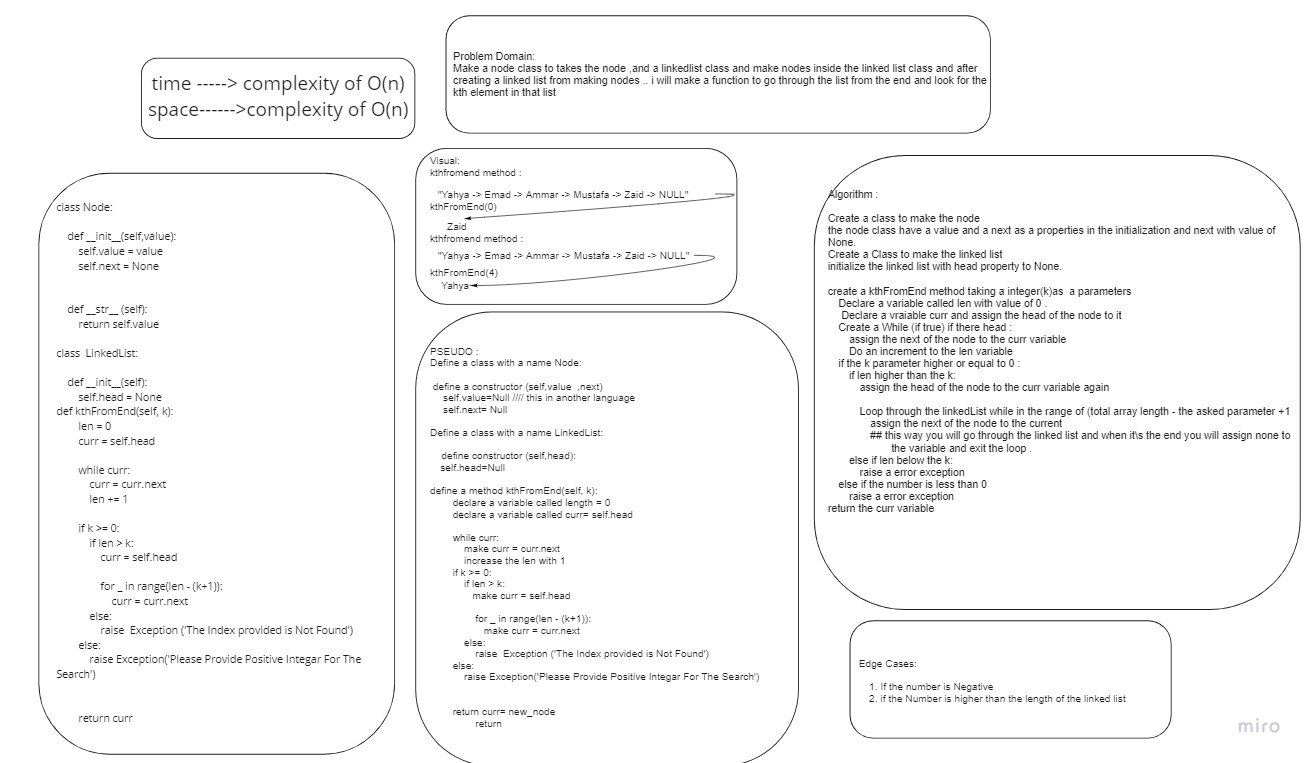 time -----> complexity of O(n)
space------>complexity of O(n)
Problem Domain:
Make a node class to takes the node ,and a linkedlist class and make nodes inside the linked list class and after
creating a linked list from making nodes... i will make a function to go through the list from the end and look for the
kth element in that list
class Node:
def __init__(self,value):
self.value = value
self.next = None
def __str__ (self):
return self.value
class LinkedList:
def __init__(self):
self.head = None
def kthFromEnd(self, k):
len = 0
curr = self.head
while curr:
curr = curr.next
len += 1
if k >= 0:
if len > k:
curr = self.head
for _ in range(len - (k+1)):
curr = curr.next
else:
raise Exception ('The Index provided is Not Found')
else:
raise Exception('Please Provide Positive Integar For The
Search')
return curr
Visual:
kthfromend method :
"Yahya -> Emad -> Ammar -> Mustafa -> Zaid -> NULL"
kthFromEnd(0)
Zaid
kthfromend method :
"Yahya -> Emad -> Ammar -> Mustafa -> Zaid -> NULL"
kthFromEnd(4)
Yahya
PSEUDO :
Define a class with a name Node:
define a constructor (self,value ,next)
self.value=Null //// this in another language
self.next= Null
Define a class with a name LinkedList:
define constructor (self,head):
self.head=Null
define a method kthFromEnd(self, k):
declare a variable called length = 0
declare a variable called curr= self.head
while curr:
make curr = curr.next
increase the len with 1
if k >= 0:
if len > k:
make curr = self.head
for _ in range(len - (k+1)):
make curr = curr.next
else:
raise Exception ('The Index provided is Not Found')
else:
raise Exception('Please Provide Positive Integar For The Search')
return curr= new_node
return
Algorithm :
Create a class to make the node
the node class have a value and a next as a properties in the initialization and next with value of
None.
Create a Class to make the linked list
initialize the linked list with head property to None.
create a kthFromEnd method taking a integer(k)as a parameters
Declare a variable called len with value of 0 .
Declare a vraiable curr and assign the head of the node to it
Create a While (if true) if there head :
assign the next of the node to the curr variable
Do an increment to the len variable
if the k parameter higher or equal to 0 :
if len higher than the k:
assign the head of the node to the curr variable again
Loop through the linkedList while in the range of (total array length - the asked parameter +1
assign the next of the node to the current
## this way you will go through the linked list and when it\s the end you will assign none to
the variable and exit the loop .
else if len below the k:
raise a error exception
else if the number is less than 0
raise a error exception
return the curr variable
Edge Cases:
1. If the number is Negative
2. if the Number is higher than the length of the linked list
miro